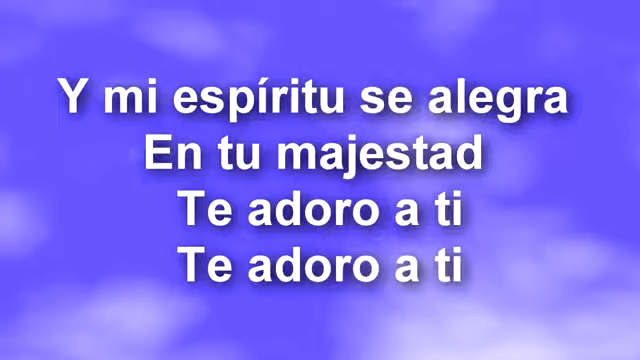 Y mi espíritu se alegra
En tu majestad
Te adoro a ti
Te adoro a ti